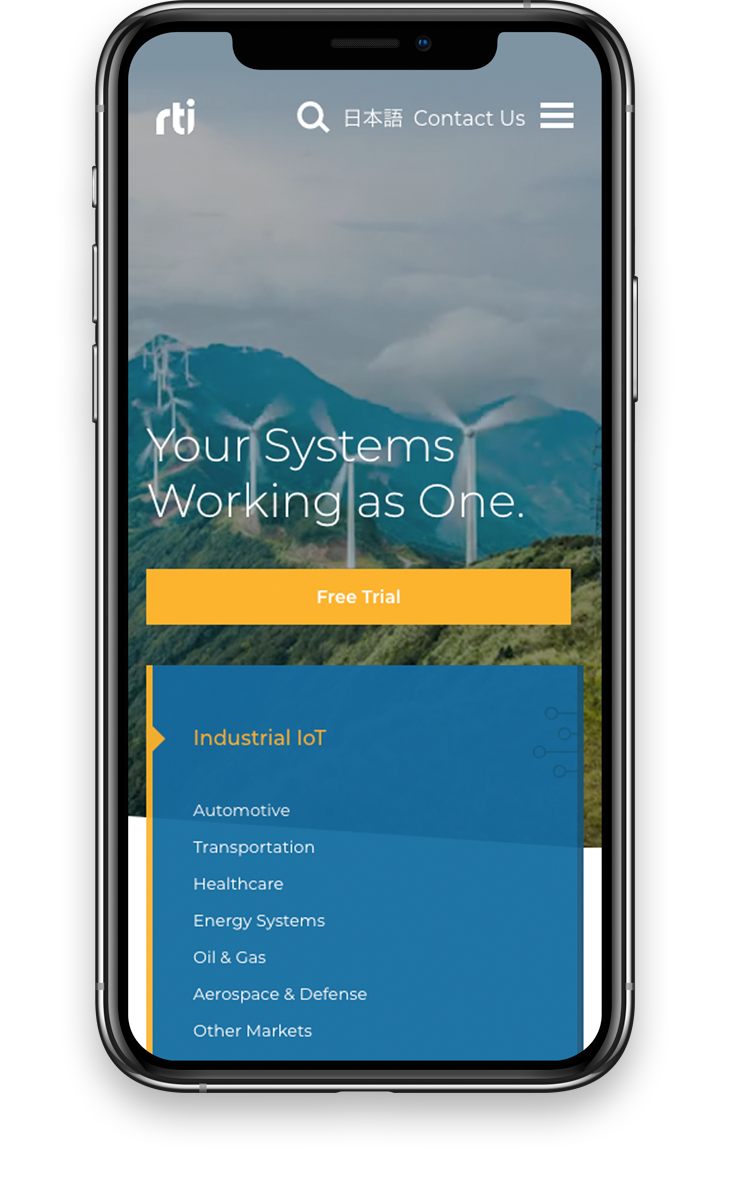 rti
日本語 Contact Us
Your Systems
Working as One.
Free Trial
Industrial IoT
Automotive
Transportation
Healthcare
Energy Systems
Oil & Gas
Aerospace & Defense
Other Markets